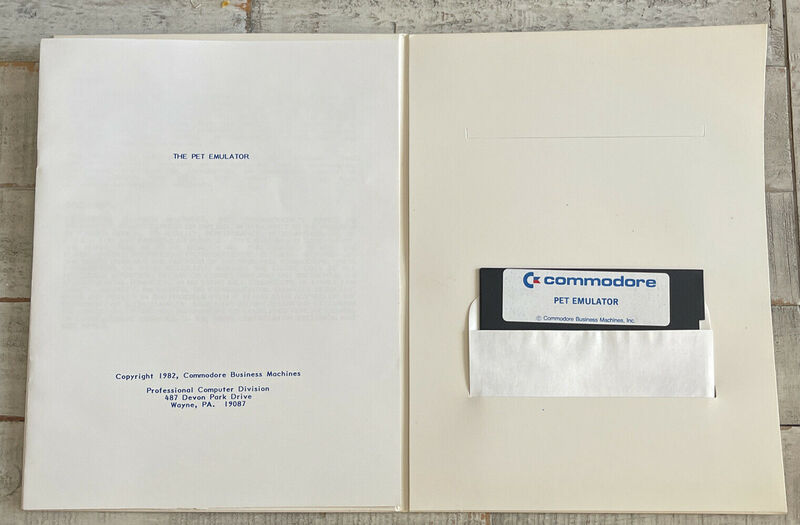 THE PET EMULATOR
Copyright 1982, Commodore Business Machines
Professional Computer Division
487 Devon Park Drive
Wayne, PA. 19087
commodore
PET EMULATOR
© Commodore Business Machines, Inc.